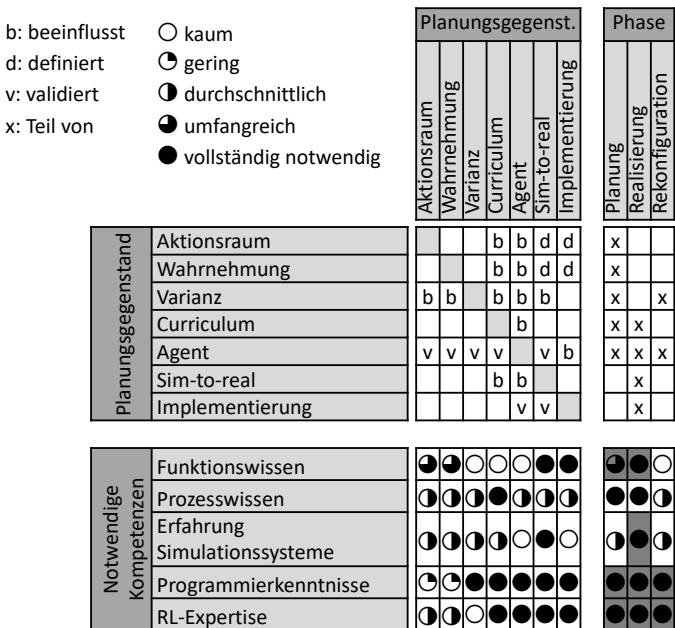 b: beeinflusst
d: definiert
v: validiert
x: Teil von
kaum
gering
durchschnittlich
umfangreich
vollständig notwendig
Planungsgegenst.
Phase
Aktionsraum
Wahrnehmung
Varianz
Curriculum
Agent
Sim-to-real
Implementierung
Planung
Realisierung
Rekonfiguration
Planungsgegenstand
Aktionsraum b b d d x
Wahrnehmung b b d d x
Varianz b b b b b x x
Curriculum b x x
Agent v v v v v b x x x
Sim-to-real b b x
Implementierung v v x
Notwendige
Kompetenzen
Funktionswissen
Prozesswissen
Erfahrung
Simulationssysteme
Programmierkenntnisse
RL-Expertise